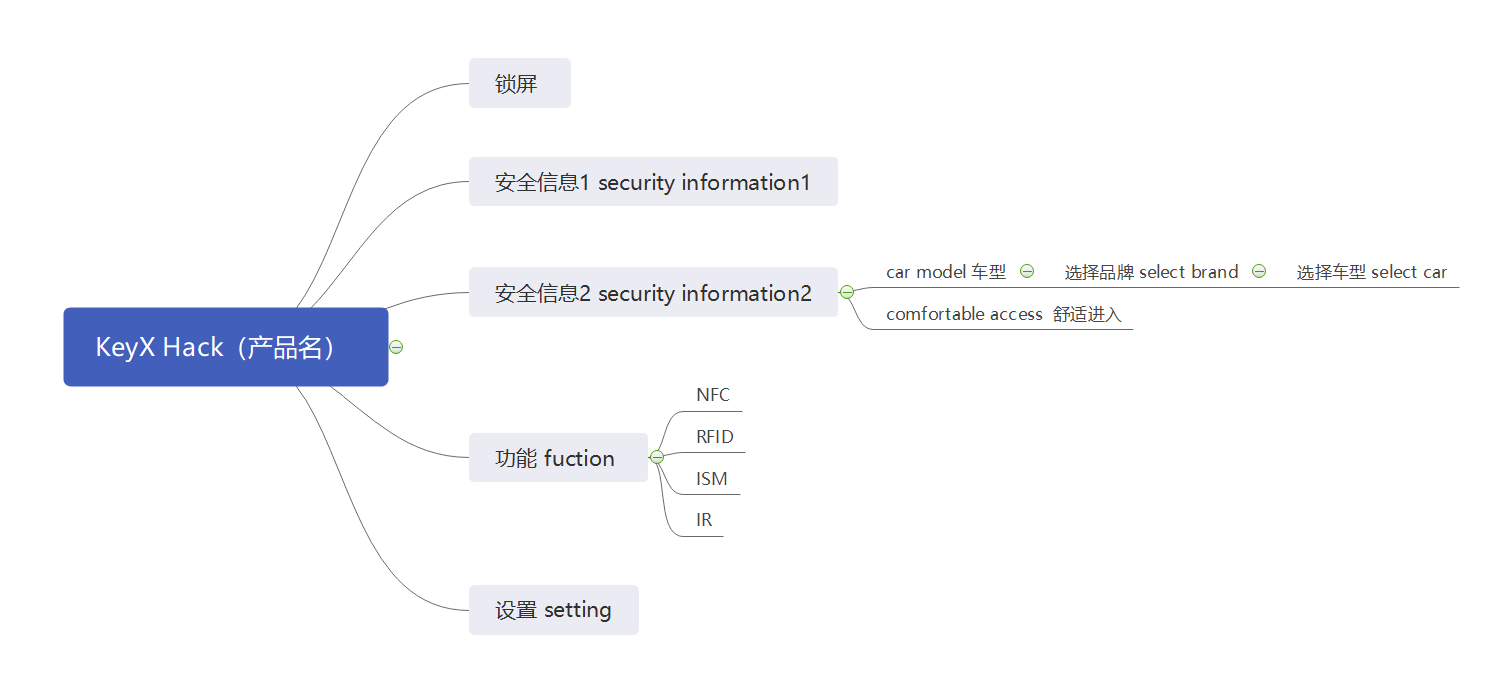 锁屏
安全信息1 security information1
安全信息2 security information2
car model 车型
选择品牌 select brand
选择车型 select car
comfortable access 舒适进入
KeyX Hack（产品名）
功能 fuction
NFC
RFID
ISM
IR
设置 setting